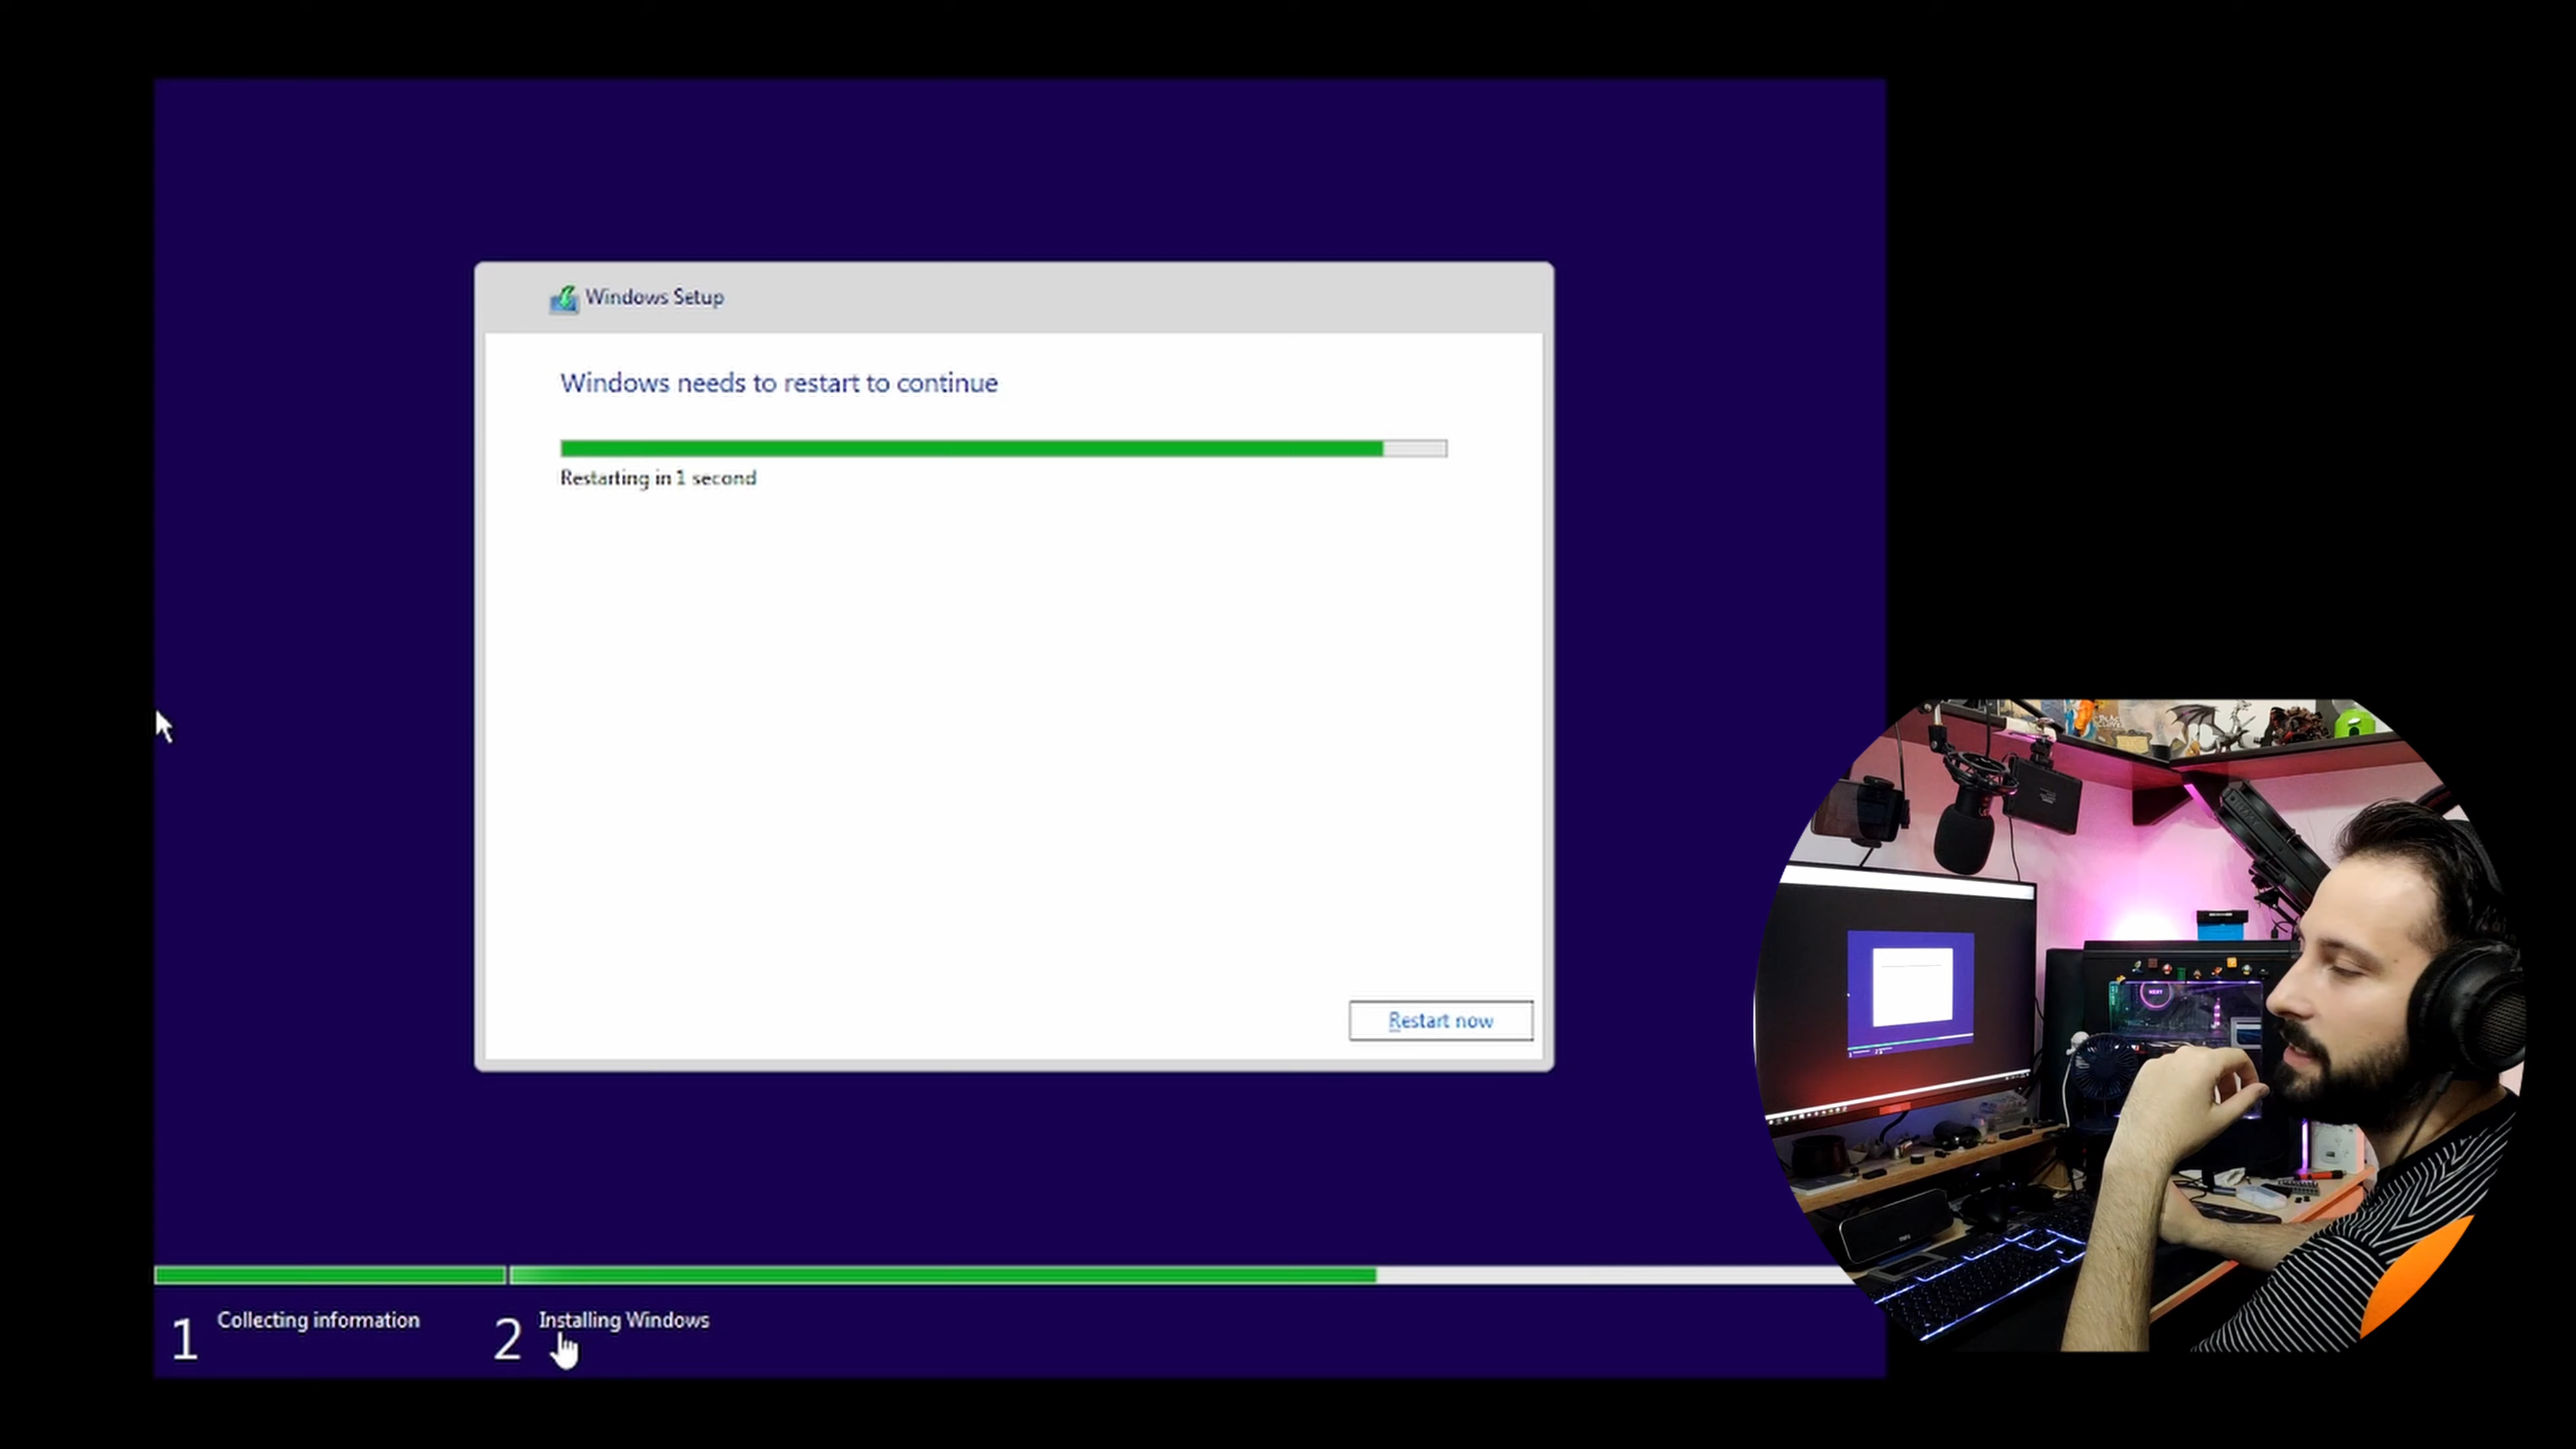 Windows Setup
Windows needs to restart to continue
Restarting in 1 second
Restart now
1 Collecting information
2 Installing Windows